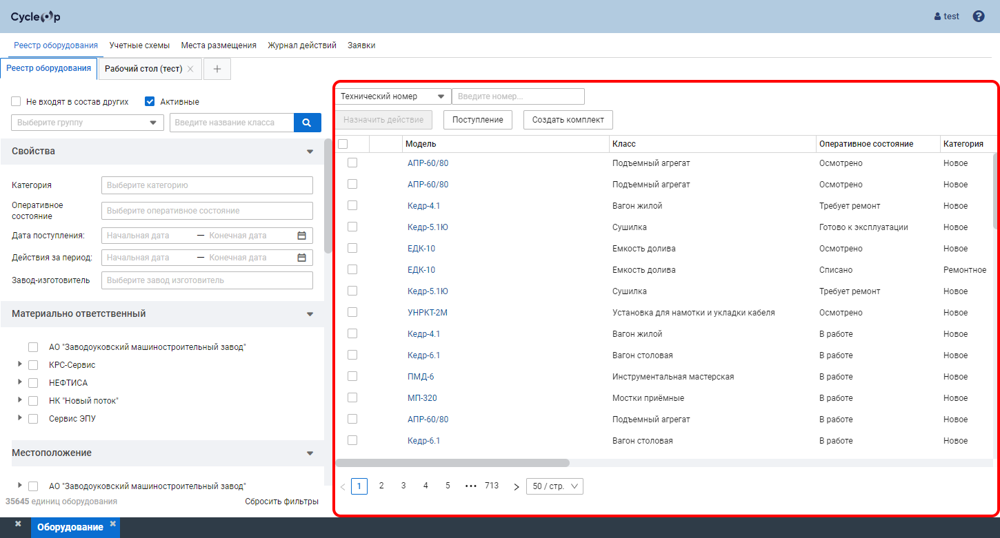 CycleOp
test
Реестр оборудования Учетные схемы Места размещения Журнал действий Заявки
Реестр оборудования Рабочий стол (тест)
Не входят в состав других Активные
Выберите группу Введите название класса
Свойства
Категория Выберите категорию
Оперативное состояние Выберите оперативное состояние
Дата поступления: Начальная дата — Конечная дата
Действия за период: Начальная дата — Конечная дата
Завод-изготовитель Выберите завод изготовитель
Материально ответственный
АО "Заводоуковский машиностроительный завод"
КРС-Сервис
НЕФТИСА
НК "Новый поток"
Сервис ЭПУ
Местоположение
АО "Заводоуковский машиностроительный завод"
35645 единиц оборудования Сбросить фильтры
Технический номер Введите номер...
Назначить действие Поступление Создать комплект
Модель Класс Оперативное состояние Категория
АПР-60/80 Подъемный агрегат Осмотрено Новое
АПР-60/80 Подъемный агрегат Осмотрено Новое
Кедр-4.1 Вагон жилой Требует ремонт Новое
Кедр-5.1Ю Сушилка Готово к эксплуатации Новое
ЕДК-10 Емкость долива Осмотрено Новое
ЕДК-10 Емкость долива Списано Ремонтное
Кедр-5.1Ю Сушилка Требует ремонт Новое
УНРКТ-2М Установка для намотки и укладки кабеля Осмотрено Новое
Кедр-4.1 Вагон жилой В работе Новое
Кедр-6.1 Вагон столовая В работе Новое
ПМД-6 Инструментальная мастерская В работе Новое
МП-320 Мостки приёмные В работе Новое
АПР-60/80 Подъемный агрегат В работе Новое
Кедр-6.1 Вагон столовая В работе Новое
1 2 3 4 5 ••• 713 50 / стр.
Оборудование